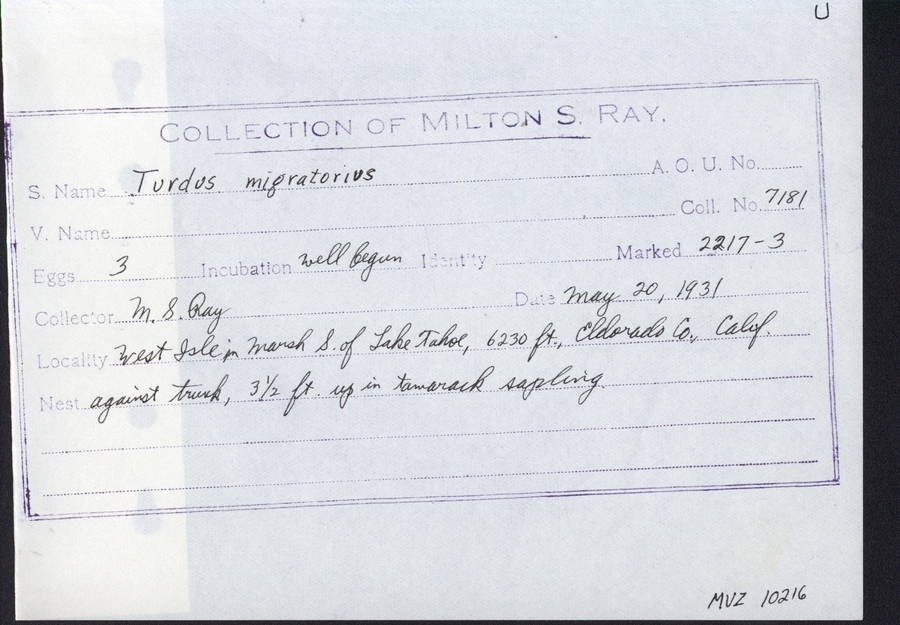 U
COLLECTION OF MILTON S. RAY.
S. Name Turdus migratorius A. O. U. No.
V. Name Coll. No. 7181
Eggs 3 Incubation well begun Identity Marked 2217-3
Collector M. S. Ray Date May 20, 1931
Locality West Isle in Marsh S. of Lake Tahoe, 6230 ft., Eldorado Co., Calif.
Nest against trunk, 3½ ft. up in tamarack sapling.
MVZ 10216